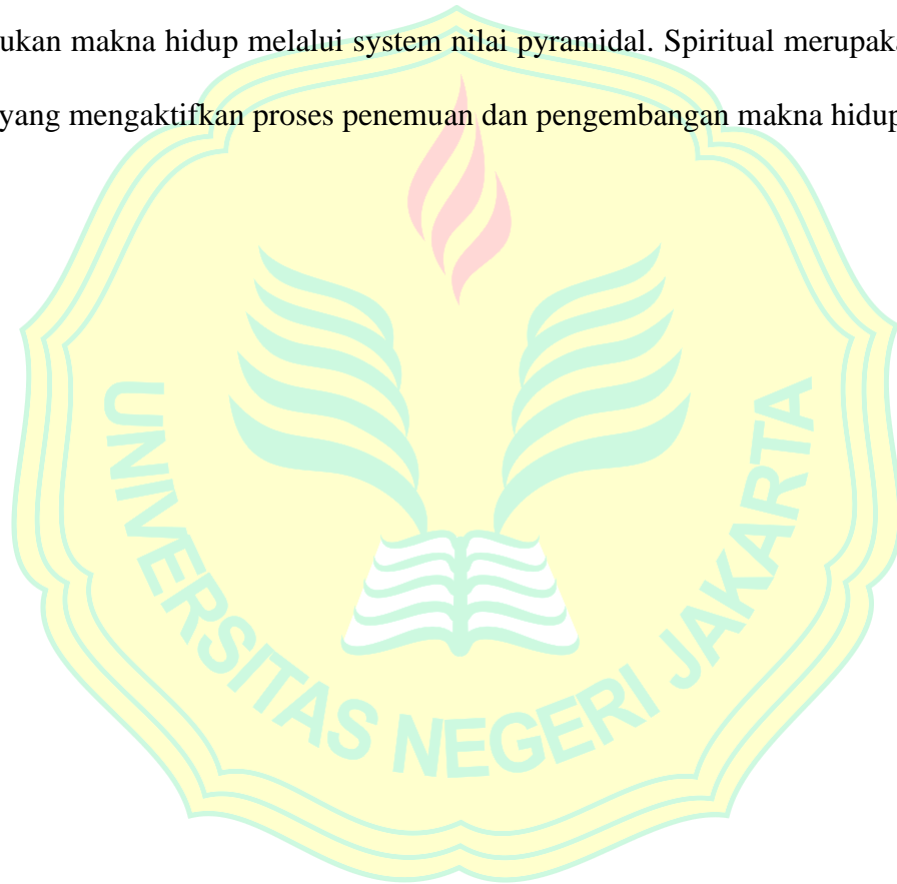 ukan makna hidup melalui system nilai pyramidal. Spiritual merupaka
yang mengaktifkan proses penemuan dan pengembangan makna hidup
UNIVERSITAS NEGERI JAKARTA